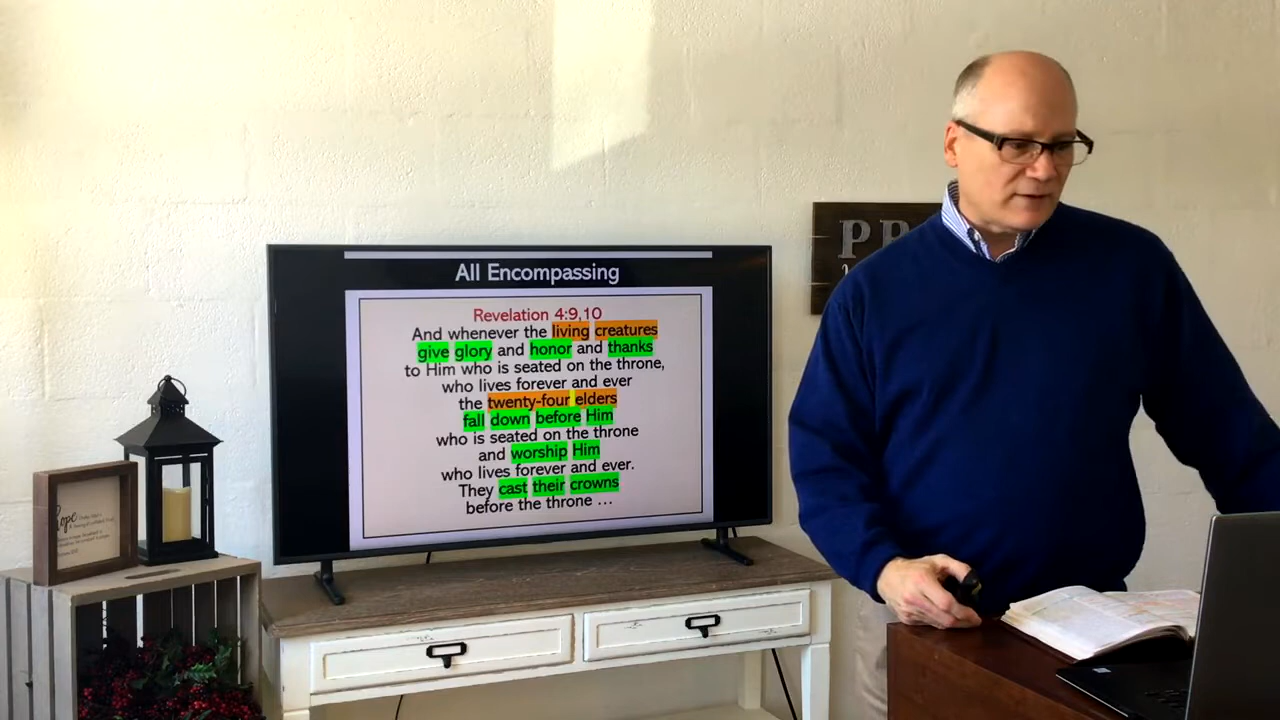 All Encompassing
Revelation 4:9,10
And whenever the living creatures
give glory and honor and thanks
to Him who is seated on the throne,
who lives forever and ever
the twenty-four elders
fall down before Him
who is seated on the throne
and worship Him
who lives forever and ever.
They cast their crowns
before the throne ...
hope